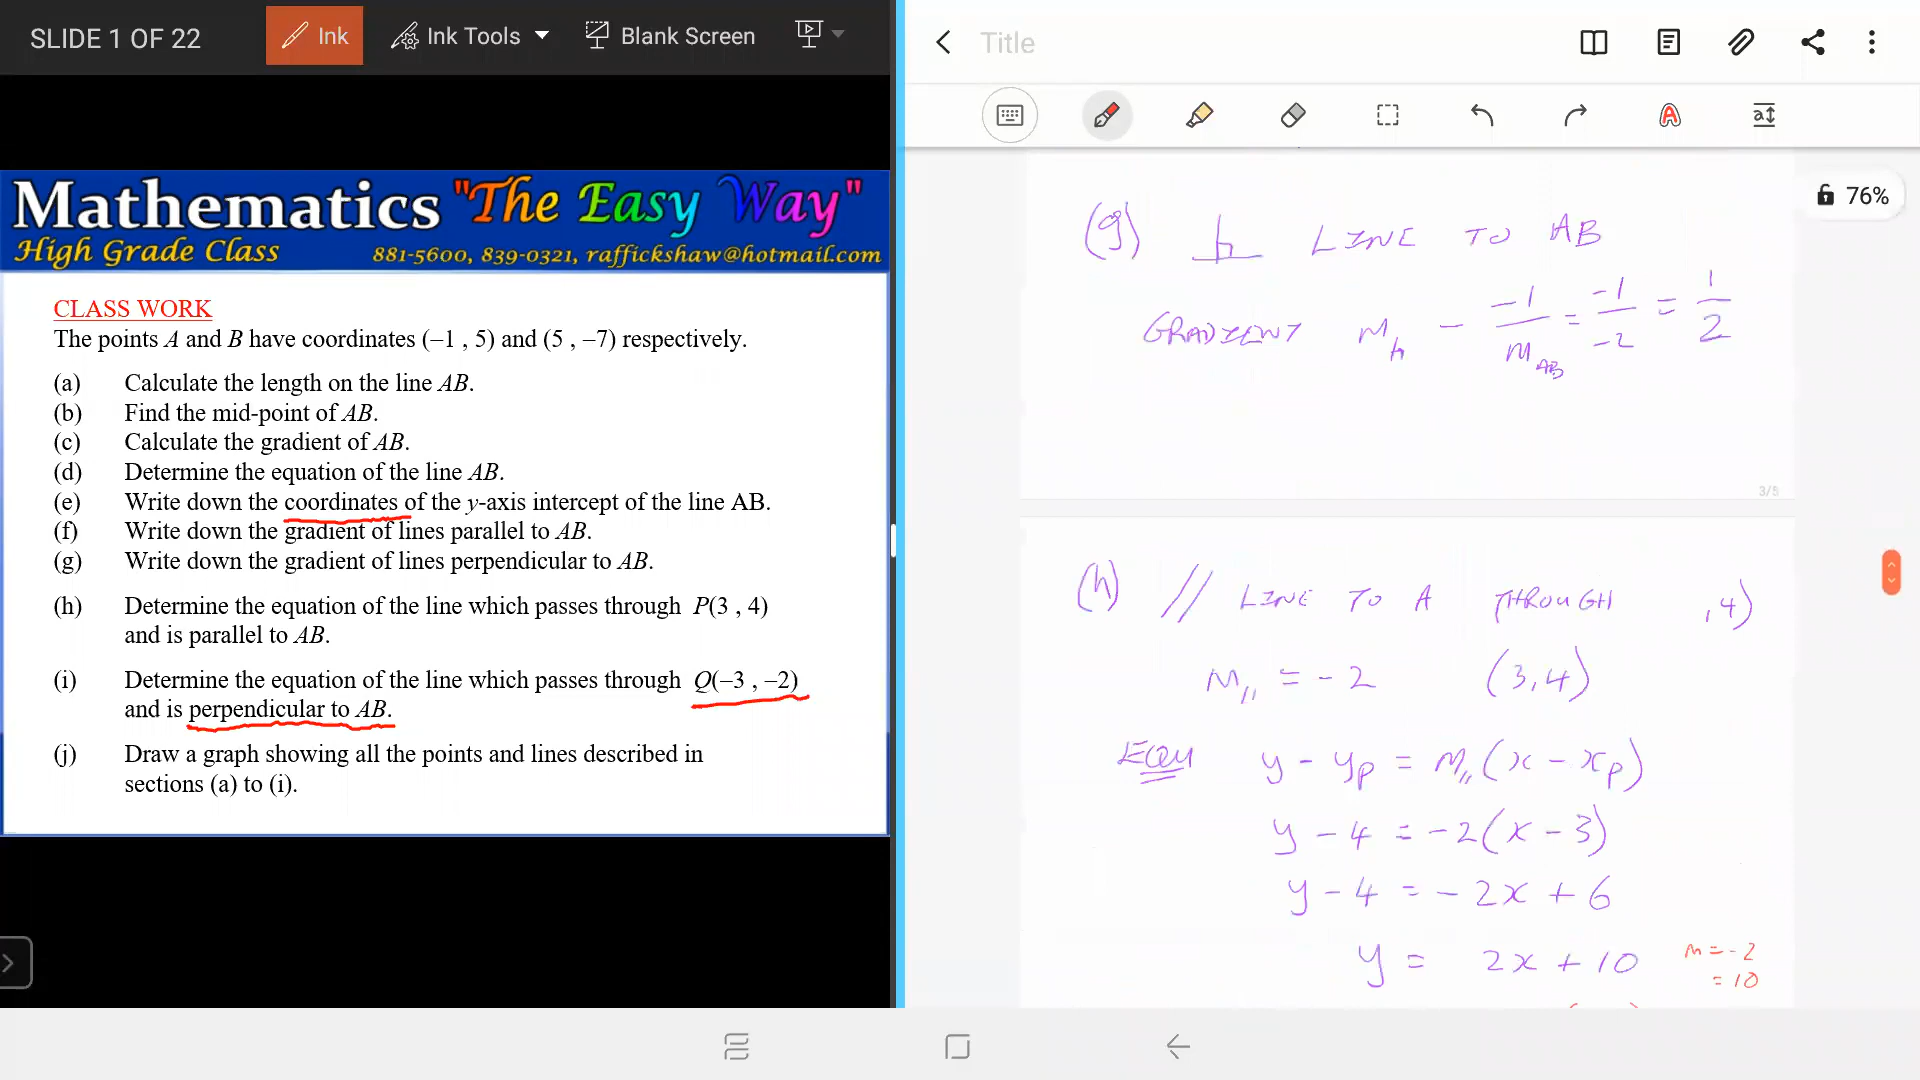 SLIDE 1 OF 22
Ink
Ink Tools
Blank Screen
Title
76%
Mathematics "The Easy Way"
High Grade Class 881-5600, 839-0321, raffickshaw@hotmail.com
CLASS WORK
The points A and B have coordinates (–1 , 5) and (5 , –7) respectively.
(a) Calculate the length on the line AB.
(b) Find the mid-point of AB.
(c) Calculate the gradient of AB.
(d) Determine the equation of the line AB.
(e) Write down the coordinates of the y-axis intercept of the line AB.
(f) Write down the gradient of lines parallel to AB.
(g) Write down the gradient of lines perpendicular to AB.
(h) Determine the equation of the line which passes through P(3 , 4)
and is parallel to AB.
(i) Determine the equation of the line which passes through Q(–3 , –2)
and is perpendicular to AB.
(j) Draw a graph showing all the points and lines described in
sections (a) to (i).
(g) ⊥ LINE TO AB
GRADIENT M⊥ - -1/M_AB = -1/-2 = 1/2
3/5
(h) // LINE TO A THROUGH ,4)
M// = -2 (3,4)
EQU y - yp = M//(x - xp)
y - 4 = -2(x - 3)
y - 4 = - 2x + 6
y = 2x + 10 m = -2
= 10